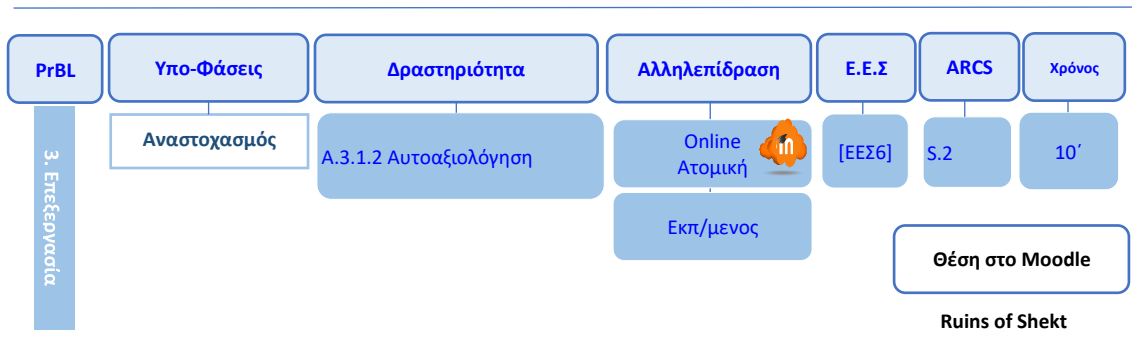 PrBL
Υπο-Φάσεις
Δραστηριότητα
Αλληλεπίδραση
Ε.Ε.Σ
ARCS
Χρόνος
3. Επεξεργασία
Αναστοχασμός
Α.3.1.2 Αυτοαξιολόγηση
Online
Ατομική
[ΕΕΣ6]
S.2
10΄
Εκπ/μενος
Θέση στο Moodle
Ruins of Shekt